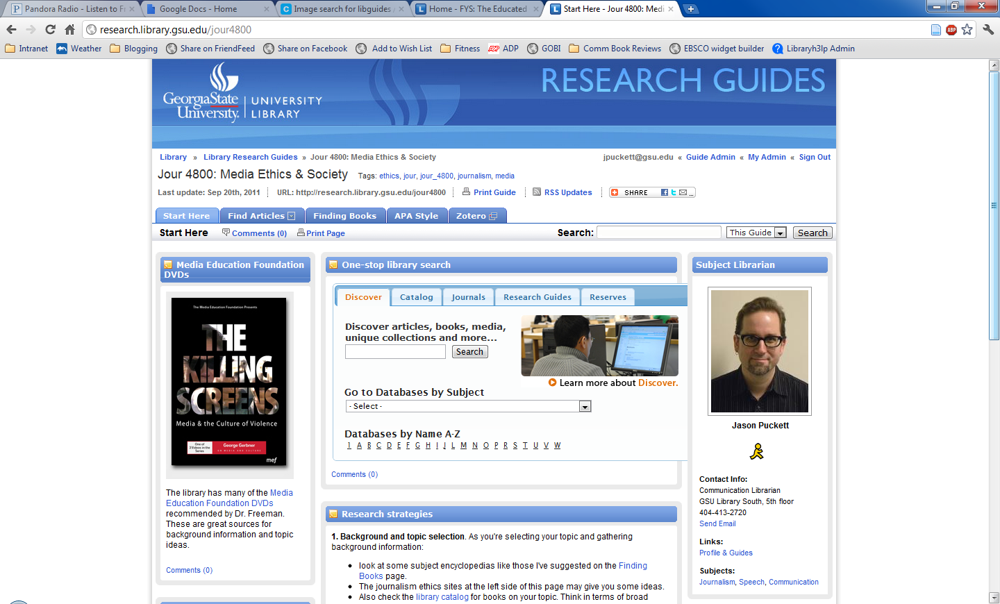 Pandora Radio - Listen to Fr
Google Docs - Home
Image search for libguides
Home - FYS: The Educated
Start Here - Jour 4800: Medi
research.library.gsu.edu/jour4800
ABP
Intranet
Weather
Blogging
Share on FriendFeed
Share on Facebook
Add to Wish List
Fitness
ADP
GOBI
Comm Book Reviews
EBSCO widget builder
Libraryh3lp Admin
GeorgiaState University | UNIVERSITY LIBRARY
RESEARCH GUIDES
Library » Library Research Guides » Jour 4800: Media Ethics & Society
jpuckett@gsu.edu « Guide Admin « My Admin « Sign Out
Jour 4800: Media Ethics & Society Tags: ethics, jour, jour_4800, journalism, media
Last update: Sep 20th, 2011 URL: http://research.library.gsu.edu/jour4800 Print Guide RSS Updates SHARE ...
Start Here Find Articles Finding Books APA Style Zotero
Start Here Comments (0) Print Page Search: This Guide Search
Media Education Foundation
DVDs
The Media Education Foundation Presents
THE
KILLING
SCREENS
Media & the Culture of Violence
One of
3 Videos in the
Series
George Gerbner
ON MEDIA AND CULTURE
mef
The library has many of the Media
Education Foundation DVDs
recommended by Dr. Freeman.
These are great sources for
background information and topic
ideas.
Comments (0)
One-stop library search
Discover Catalog Journals Research Guides Reserves
Discover articles, books, media,
unique collections and more...
Search
Learn more about Discover.
Go to Databases by Subject
- Select -
Databases by Name A-Z
1 A B C D E F G H I J L M N O P R S T U V W
Comments (0)
Research strategies
1. Background and topic selection. As you're selecting your topic and gathering
background information:
• look at some subject encyclopedias like those I've suggested on the Finding
Books page.
• The journalism ethics sites at the left side of this page may give you some ideas.
• Also check the library catalog for books on your topic. Think in terms of broad
Subject Librarian
Jason Puckett
Contact Info:
Communication Librarian
GSU Library South, 5th floor
404-413-2720
Send Email
Links:
Profile & Guides
Subjects:
Journalism, Speech, Communication